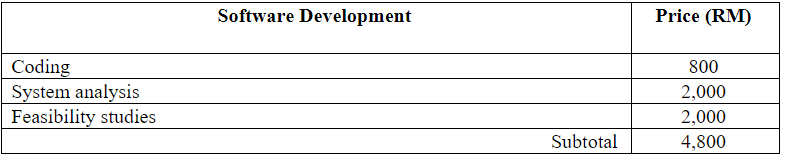 Software Development Price (RM)
Coding 800
System analysis 2,000
Feasibility studies 2,000
Subtotal 4,800